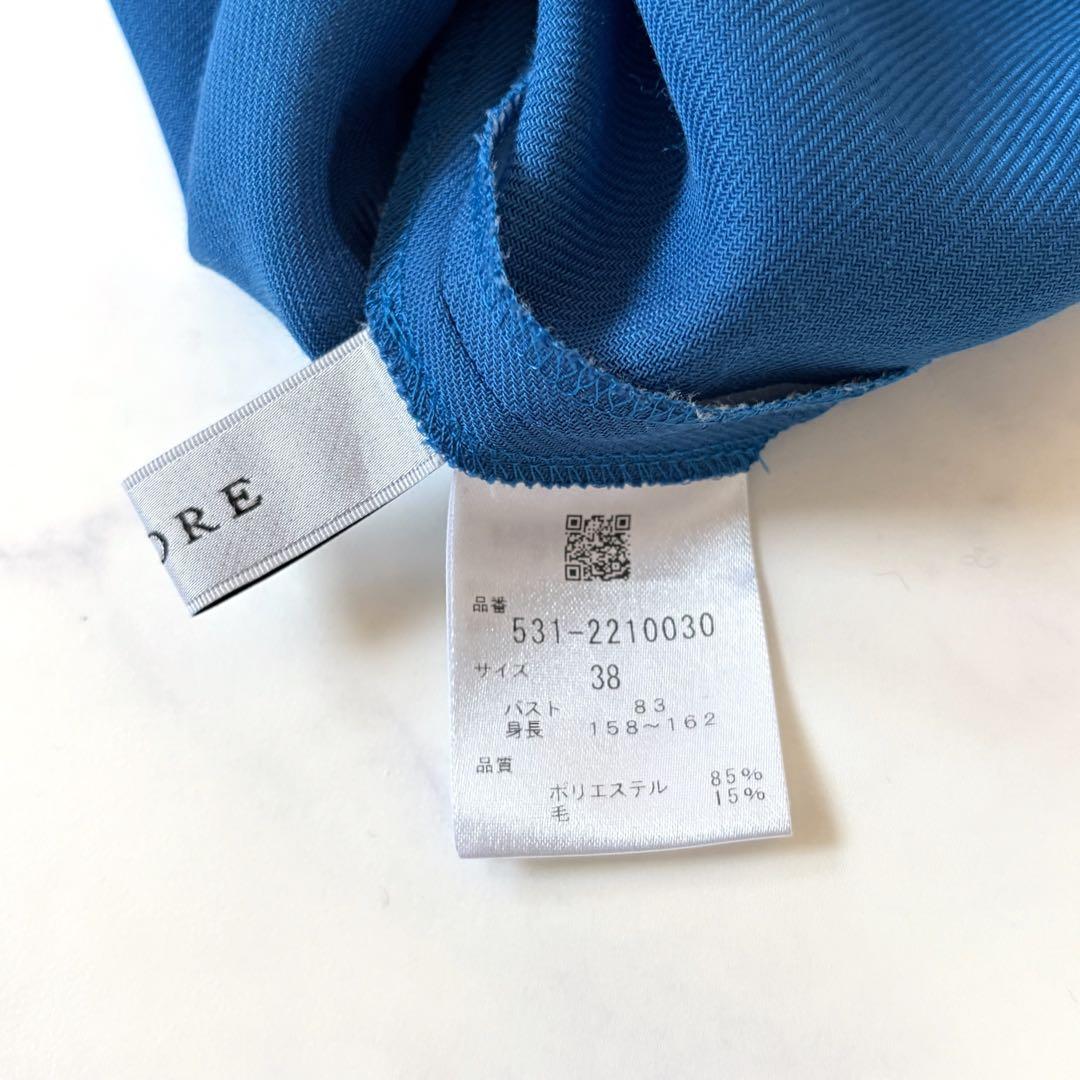 ORE
品番
531-2210030
サイズ 38
バスト 83
身長 158～162
品質
ポリエステル 85%
毛 15%